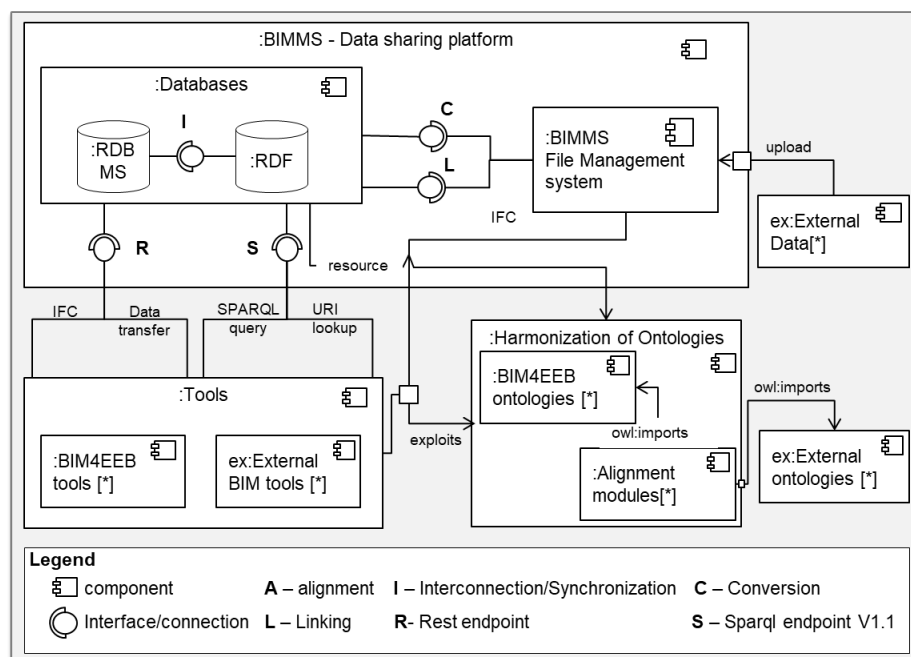 :BIMMS - Data sharing platform
:Databases
I
:RDB
MS
:RDF
C
L
:BIMMS
File Management
system
upload
ex:External
Data[*]
IFC
R
S
resource
IFC
Data
transfer
SPARQL
query
URI
lookup
:Harmonization of Ontologies
:BIM4EEB
ontologies [*]
owl:imports
owl:imports
exploits
:Tools
:BIM4EEB
tools [*]
ex:External
BIM tools [*]
:Alignment
modules[*]
ex:External
ontologies [*]
Legend
component
A – alignment
I – Interconnection/Synchronization
C – Conversion
Interface/connection
L – Linking
R- Rest endpoint
S – Sparql endpoint V1.1